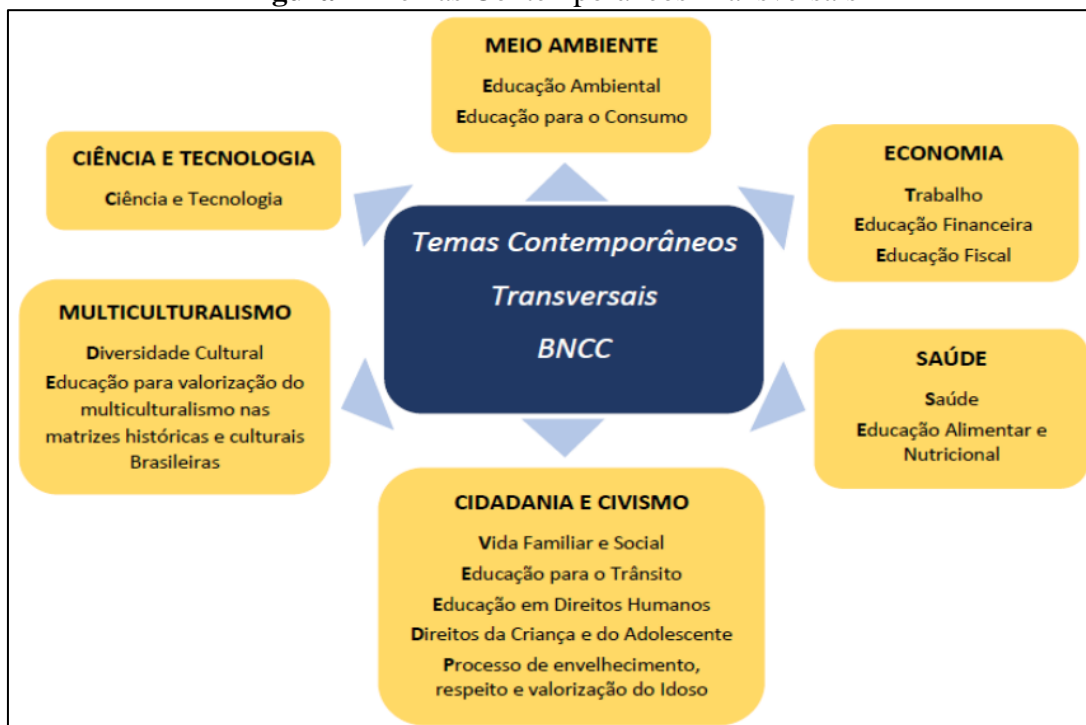 MEIO AMBIENTE
Educação Ambiental
Educação para o Consumo
CIÊNCIA E TECNOLOGIA
Ciência e Tecnologia
ECONOMIA
Trabalho
Educação Financeira
Educação Fiscal
Temas Contemporâneos
Transversais
BNCC
MULTICULTURALISMO
Diversidade Cultural
Educação para valorização do
multiculturalismo nas
matrizes históricas e culturais
Brasileiras
SAÚDE
Saúde
Educação Alimentar e
Nutricional
CIDADANIA E CIVISMO
Vida Familiar e Social
Educação para o Trânsito
Educação em Direitos Humanos
Direitos da Criança e do Adolescente
Processo de envelhecimento,
respeito e valorização do Idoso